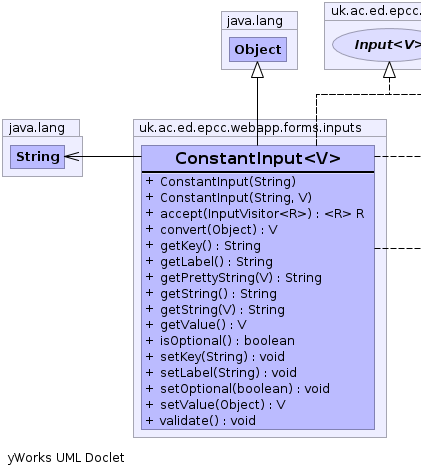 java.lang
Object
uk.ac.ed.epcc.
Input<V>
java.lang
String
uk.ac.ed.epcc.webapp.forms.inputs
ConstantInput<V>
+ ConstantInput(String)
+ ConstantInput(String, V)
+ accept(InputVisitor<R>) : <R> R
+ convert(Object) : V
+ getKey() : String
+ getLabel() : String
+ getPrettyString(V) : String
+ getString() : String
+ getString(V) : String
+ getValue() : V
+ isOptional() : boolean
+ setKey(String) : void
+ setLabel(String) : void
+ setOptional(boolean) : void
+ setValue(Object) : V
+ validate() : void
yWorks UML Doclet